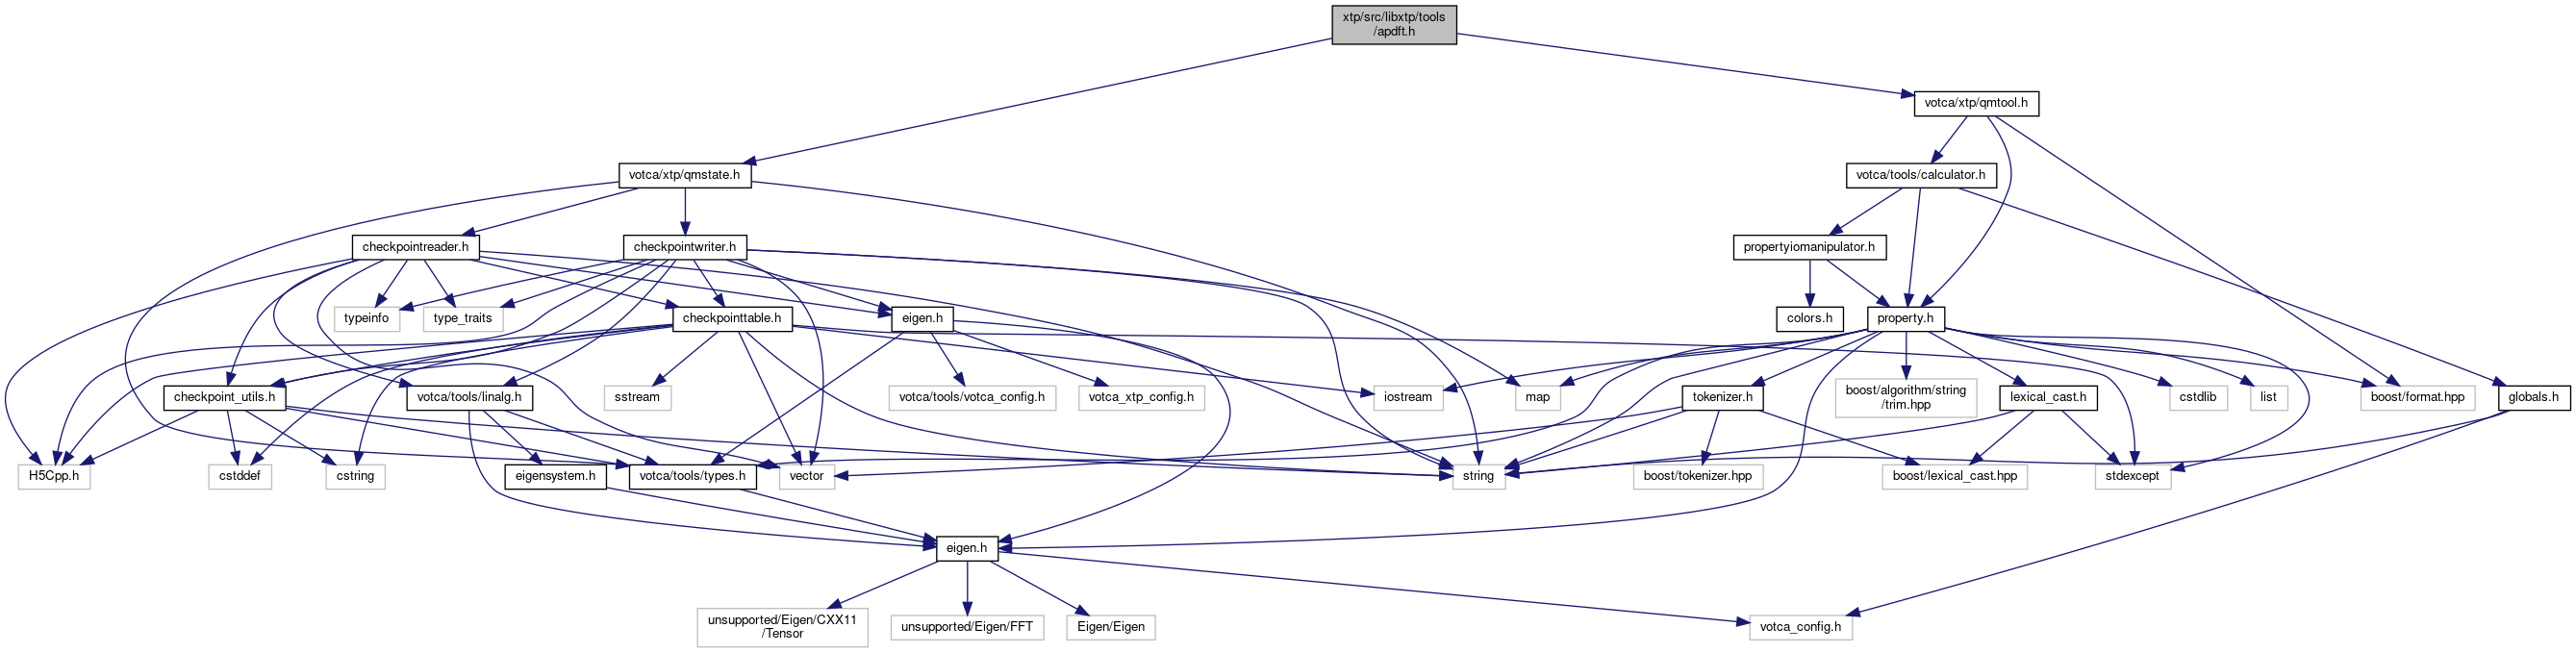 xtp/src/libxtp/tools
/apdft.h
votca/xtp/qmtool.h
votca/xtp/qmstate.h
votca/tools/calculator.h
checkpointreader.h
checkpointwriter.h
propertyiomanipulator.h
typeinfo
type_traits
checkpointtable.h
eigen.h
colors.h
property.h
checkpoint_utils.h
votca/tools/linalg.h
sstream
votca/tools/votca_config.h
votca_xtp_config.h
iostream
map
tokenizer.h
boost/algorithm/string
/trim.hpp
lexical_cast.h
cstdlib
list
boost/format.hpp
globals.h
H5Cpp.h
cstddef
cstring
eigensystem.h
votca/tools/types.h
vector
string
boost/tokenizer.hpp
boost/lexical_cast.hpp
stdexcept
eigen.h
unsupported/Eigen/CXX11
/Tensor
unsupported/Eigen/FFT
Eigen/Eigen
votca_config.h